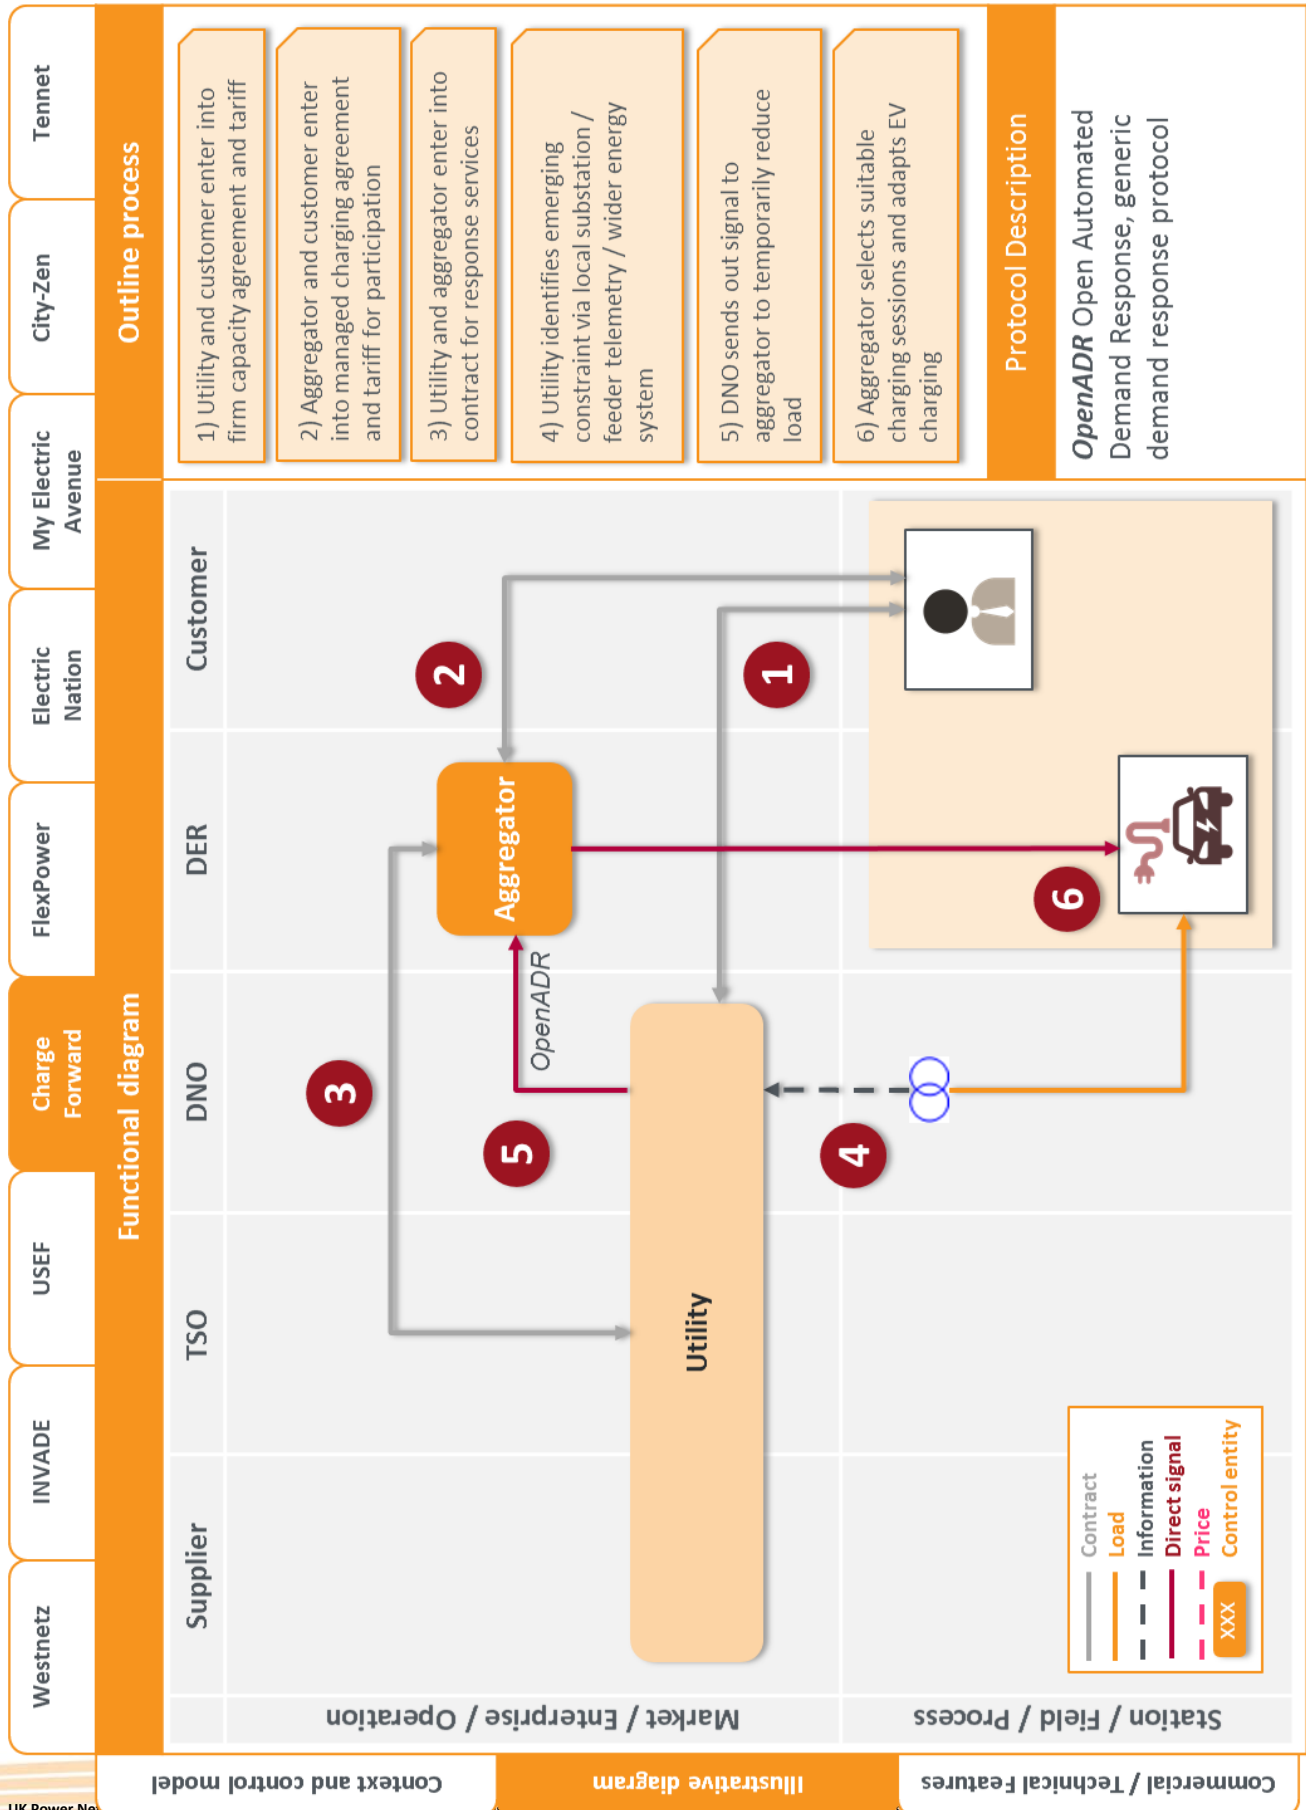 Westnetz
INVADE
USEF
Charge
Forward
FlexPower
Electric
Nation
My Electric
Avenue
City-Zen
Tennet
Functional diagram
Outline process
Supplier
TSO
DNO
DER
Customer
Context and control model
Illustrative diagram
Commercial / Technical Features
Market / Enterprise / Operation
Station / Field / Process
3
2
5
OpenADR
Aggregator
Utility
1
4
6
Contract
Load
Information
Direct signal
Price
XXX Control entity
1) Utility and customer enter into
firm capacity agreement and tariff
2) Aggregator and customer enter
into managed charging agreement
and tariff for participation
3) Utility and aggregator enter into
contract for response services
4) Utility identifies emerging
constraint via local substation /
feeder telemetry / wider energy
system
5) DNO sends out signal to
aggregator to temporarily reduce
load
6) Aggregator selects suitable
charging sessions and adapts EV
charging
Protocol Description
OpenADR Open Automated
Demand Response, generic
demand response protocol
UK Power